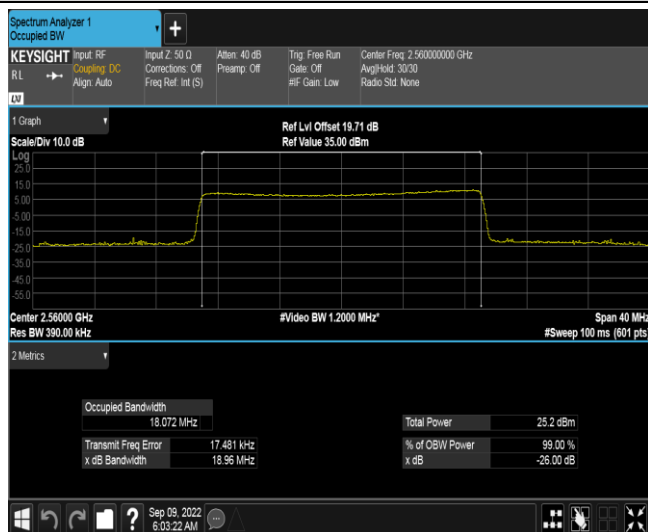 Spectrum Analyzer 1
Occupied BW
+
KEYSIGHT Input: RF Input Z: 50 Ω Atten: 40 dB Trig: Free Run Center Freq: 2.560000000 GHz
RL Coupling: DC Corrections: Off Preamp: Off Gate: Off Avg|Hold: 30/30
Align: Auto Freq Ref: Int (S) #IF Gain: Low Radio Std: None
LXI
1 Graph
Ref Lvl Offset 19.71 dB
Scale/Div 10.0 dB Ref Value 35.00 dBm
Log
25.0
15.0
5.00
-5.00
-15.0
-25.0
-35.0
-45.0
-55.0
Center 2.56000 GHz #Video BW 1.2000 MHz* Span 40 MHz
Res BW 390.00 kHz #Sweep 100 ms (601 pts)
2 Metrics
Occupied Bandwidth
18.072 MHz Total Power 25.2 dBm
Transmit Freq Error 17.481 kHz % of OBW Power 99.00 %
x dB Bandwidth 18.96 MHz x dB -26.00 dB
? Sep 09, 2022
6:03:22 AM